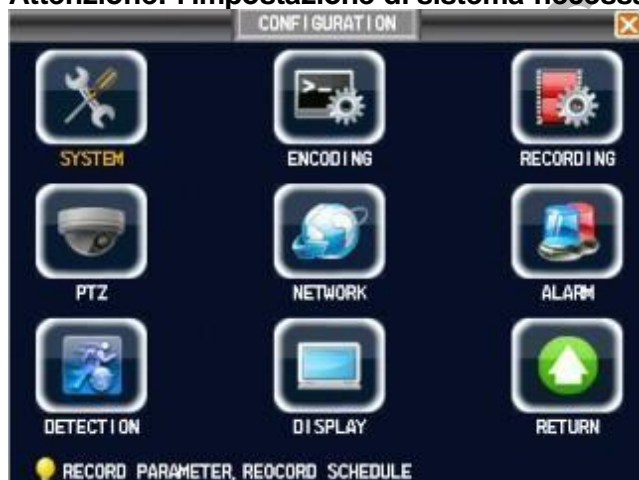 Attenzione: l'impostazione di sistema
CONFIGURATION
SYSTEM
ENCODING
RECORDING
PTZ
NETWORK
ALARM
DETECTION
DISPLAY
RETURN
RECORD PARAMETER, REOCORD SCHEDULE